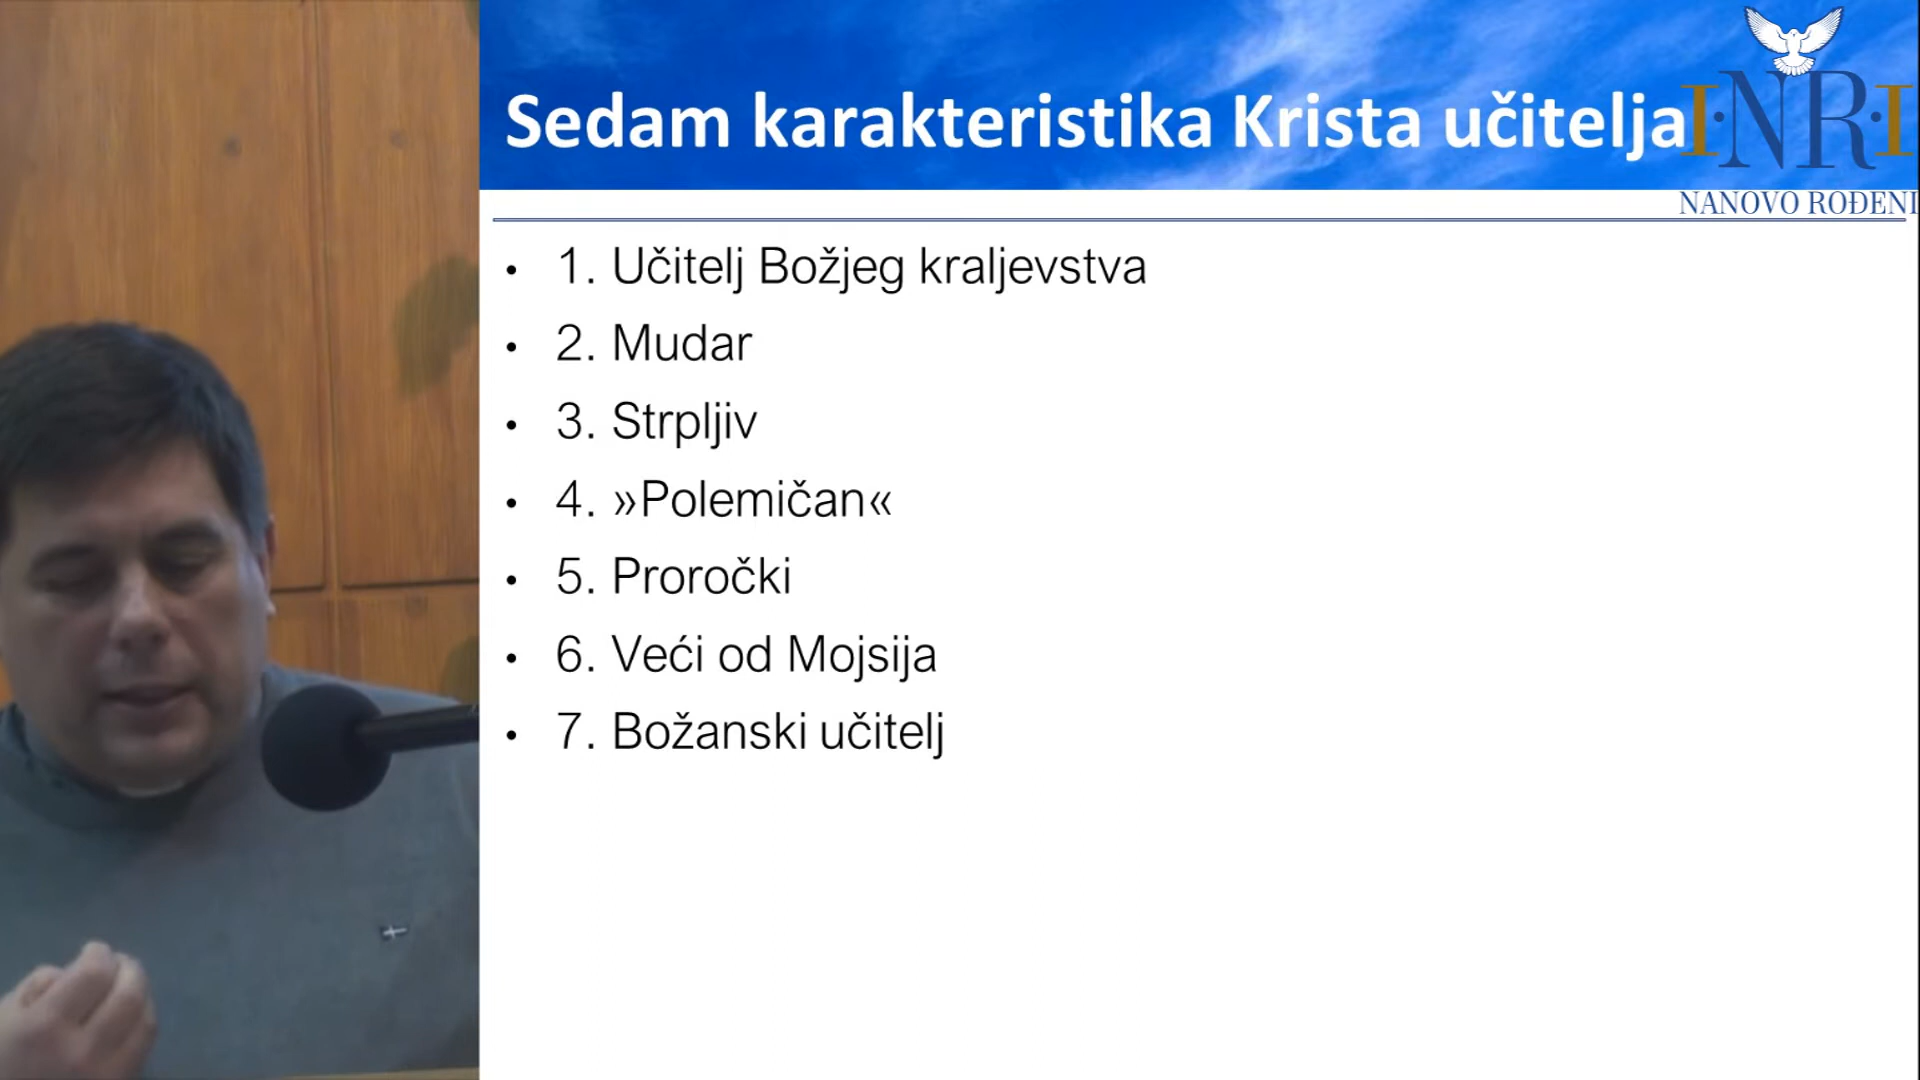 Sedam karakteristika Krista učitelja
I·NR·I
NANOVO ROĐENI
• 1. Učitelj Božjeg kraljevstva
• 2. Mudar
• 3. Strpljiv
• 4. »Polemičan«
• 5. Proročki
• 6. Veći od Mojsija
• 7. Božanski učitelj